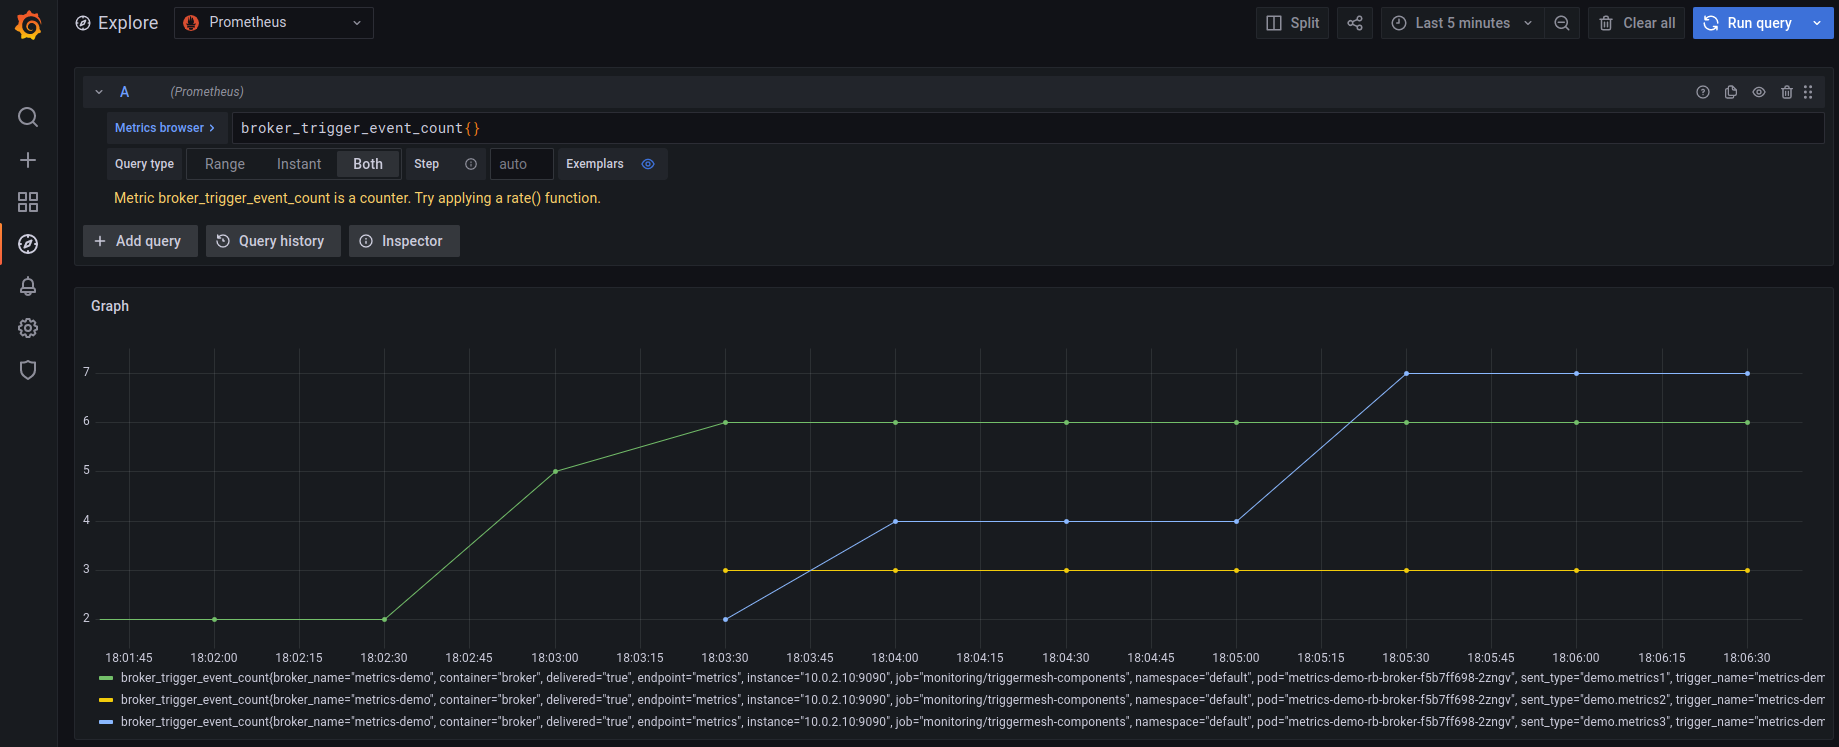 Explore Prometheus Split Last 5 minutes Clear all Run query
A (Prometheus)
Metrics browser > broker_trigger_event_count{}
Query type Range Instant Both Step auto Exemplars
Metric broker_trigger_event_count is a counter. Try applying a rate() function.
+ Add query Query history Inspector
Graph
7
6
5
4
3
2
18:01:45 18:02:00 18:02:15 18:02:30 18:02:45 18:03:00 18:03:15 18:03:30 18:03:45 18:04:00 18:04:15 18:04:30 18:04:45 18:05:00 18:05:15 18:05:30 18:05:45 18:06:00 18:06:15 18:06:30
broker_trigger_event_count{broker_name="metrics-demo", container="broker", delivered="true", endpoint="metrics", instance="10.0.2.10:9090", job="monitoring/triggermesh-components", namespace="default", pod="metrics-demo-rb-broker-f5b7ff698-2zngv", sent_type="demo.metrics1", trigger_name="metrics-dem
broker_trigger_event_count{broker_name="metrics-demo", container="broker", delivered="true", endpoint="metrics", instance="10.0.2.10:9090", job="monitoring/triggermesh-components", namespace="default", pod="metrics-demo-rb-broker-f5b7ff698-2zngv", sent_type="demo.metrics2", trigger_name="metrics-dem
broker_trigger_event_count{broker_name="metrics-demo", container="broker", delivered="true", endpoint="metrics", instance="10.0.2.10:9090", job="monitoring/triggermesh-components", namespace="default", pod="metrics-demo-rb-broker-f5b7ff698-2zngv", sent_type="demo.metrics3", trigger_name="metrics-dem